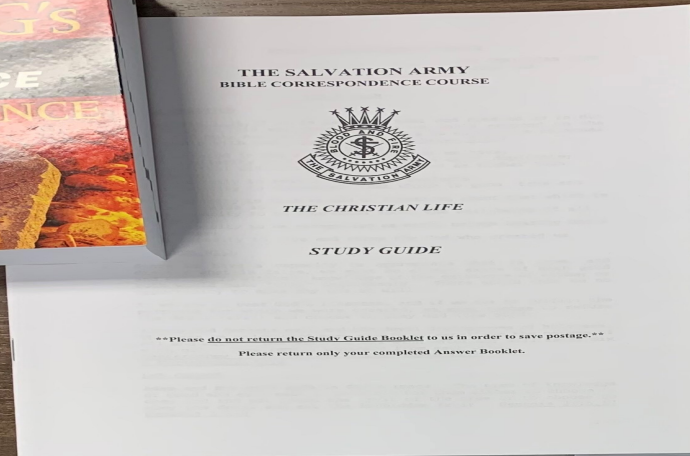 G's
CE
NCE
THE SALVATION ARMY
BIBLE CORRESPONDENCE COURSE
BLOOD AND FIRE
S
THE SALVATION ARMY
THE CHRISTIAN LIFE
STUDY GUIDE
**Please do not return the Study Guide Booklet to us in order to save postage.**
Please return only your completed Answer Booklet.